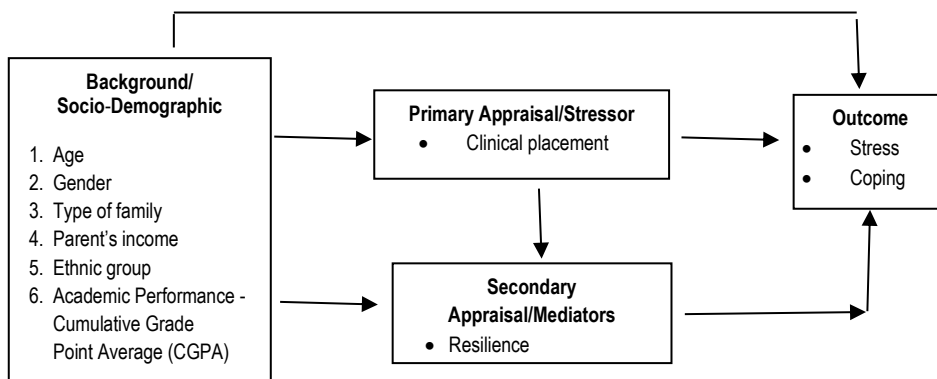 Background/
Socio-Demographic
1. Age
2. Gender
3. Type of family
4. Parent's income
5. Ethnic group
6. Academic Performance -
Cumulative Grade
Point Average (CGPA)
Primary Appraisal/Stressor
• Clinical placement
Secondary
Appraisal/Mediators
• Resilience
Outcome
• Stress
• Coping